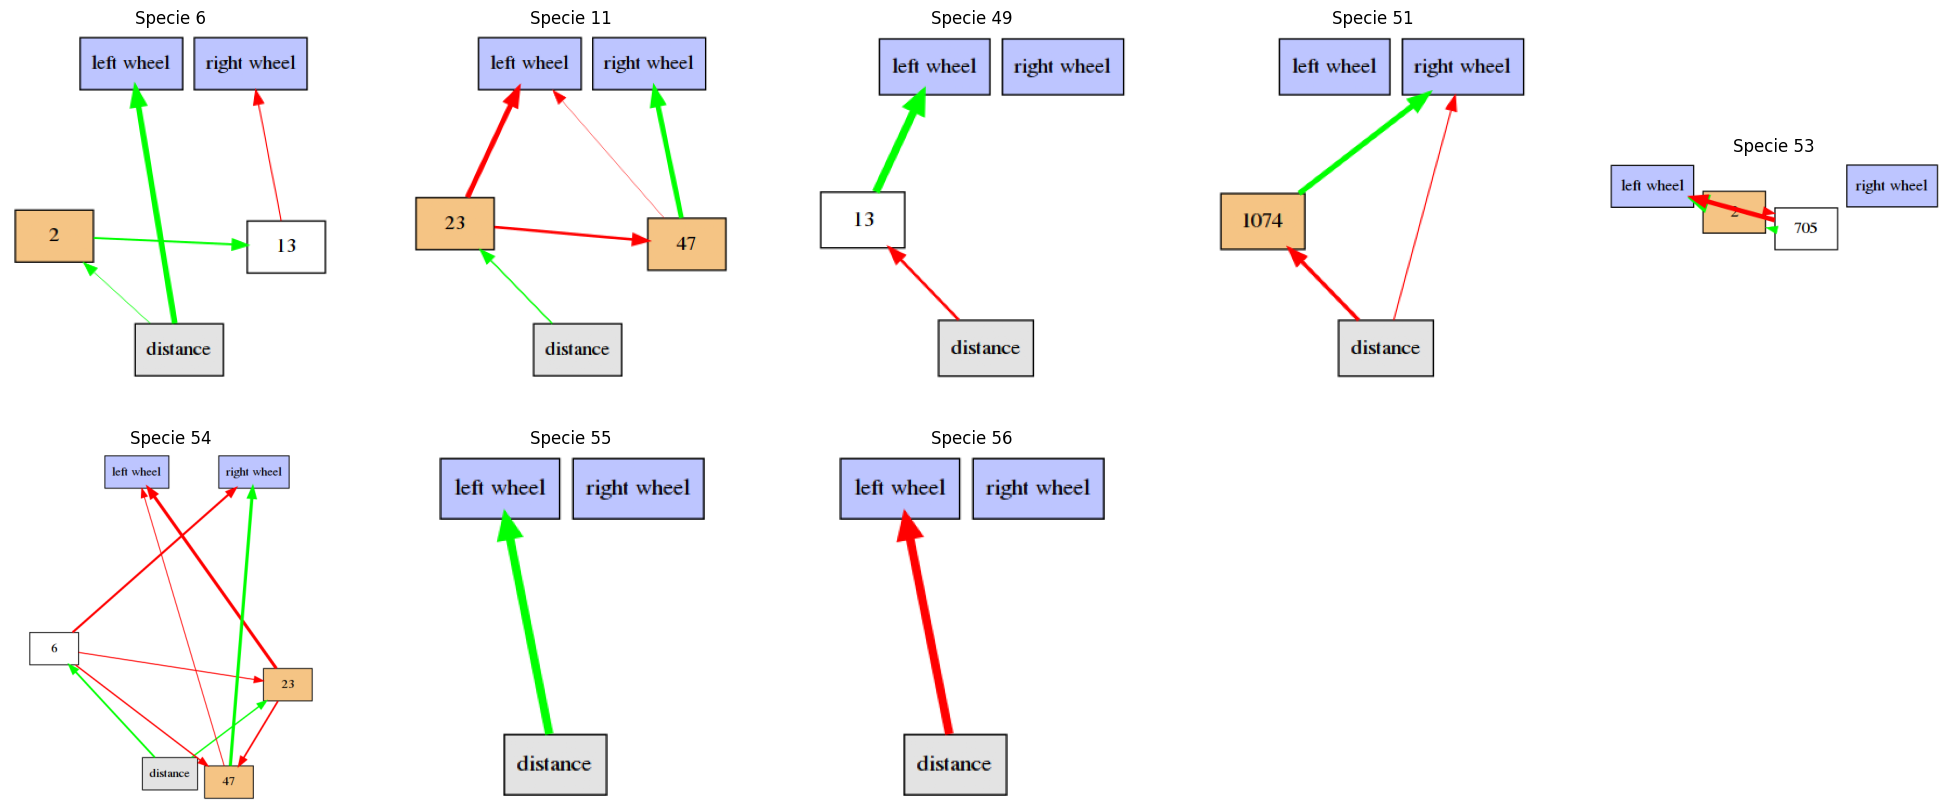 Specie 6
left wheel
right wheel
2
13
distance
Specie 11
left wheel
right wheel
23
47
distance
Specie 49
left wheel
right wheel
13
distance
Specie 51
left wheel
right wheel
1074
distance
Specie 53
left wheel
2
right wheel
705
Specie 54
left wheel
right wheel
6
23
distance
47
Specie 55
left wheel
right wheel
distance
Specie 56
left wheel
right wheel
distance